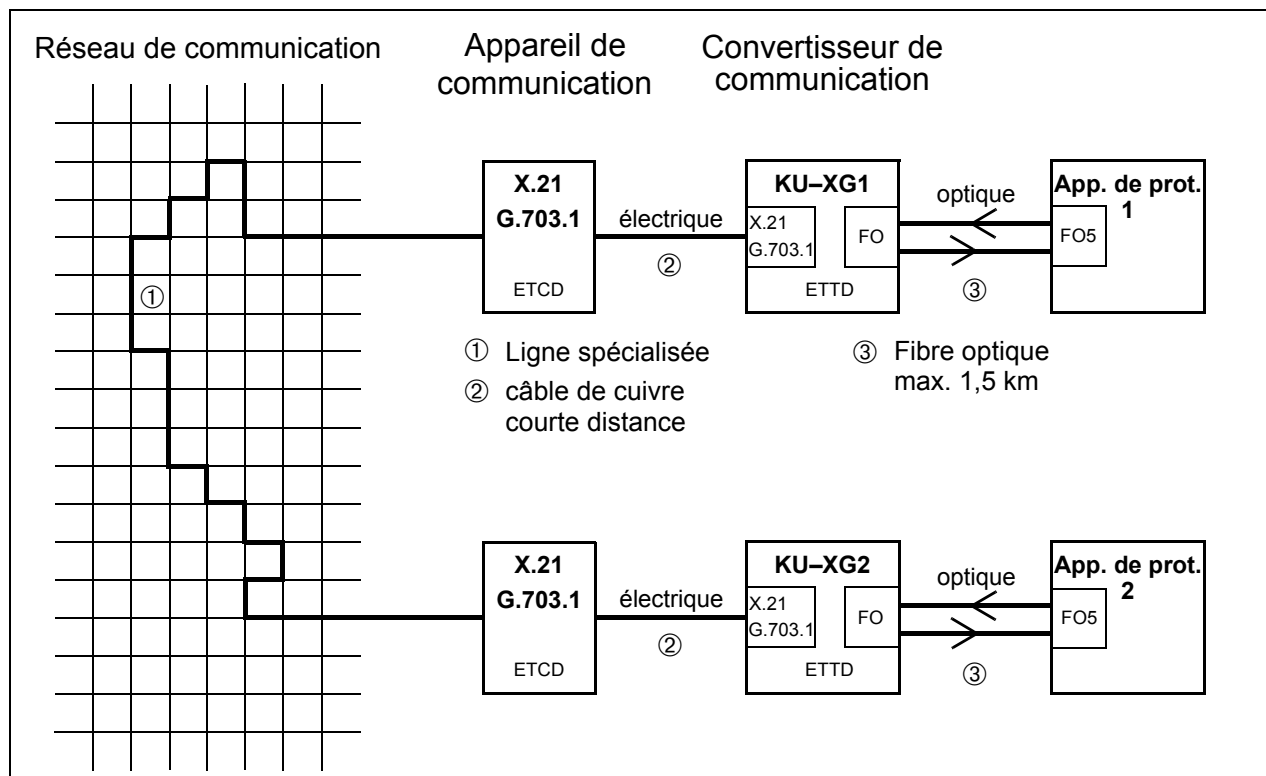 Réseau de communication
Appareil de
communication
Convertisseur de
communication
X.21
G.703.1
ETCD
électrique
②
KU–XG1
X.21
G.703.1
FO
ETTD
optique
③
App. de prot.
1
FO5
①
① Ligne spécialisée
② câble de cuivre
courte distance
③ Fibre optique
max. 1,5 km
X.21
G.703.1
ETCD
électrique
②
KU–XG2
X.21
G.703.1
FO
ETTD
optique
③
App. de prot.
2
FO5